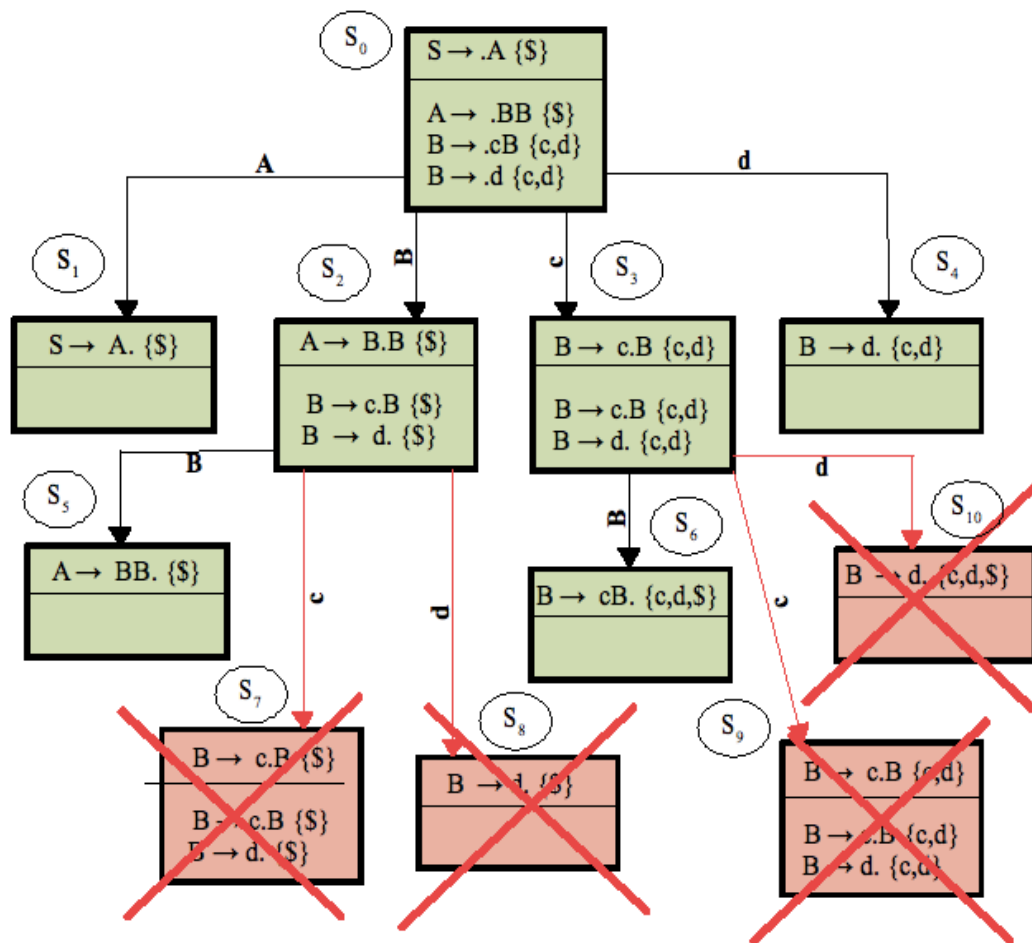 S₀
S → .A {$}
A → .BB {$}
B → .cB {c,d}
B → .d {c,d}
A
B
c
d
S₁
S₂
S₃
S₄
S → A. {$}
A → B.B {$}
B → c.B {$}
B → d. {$}
B → c.B {c,d}
B → c.B {c,d}
B → d. {c,d}
B → d. {c,d}
B
c
d
B
c
d
S₅
S₆
S₁₀
A → BB. {$}
B → cB. {c,d,$}
B → d. {c,d,$}
S₇
S₈
S₉
B → c.B {$}
B → c.B {$}
B → d. {$}
B → d. {$}
B → c.B {c,d}
B → c.B {c,d}
B → d. {c,d}